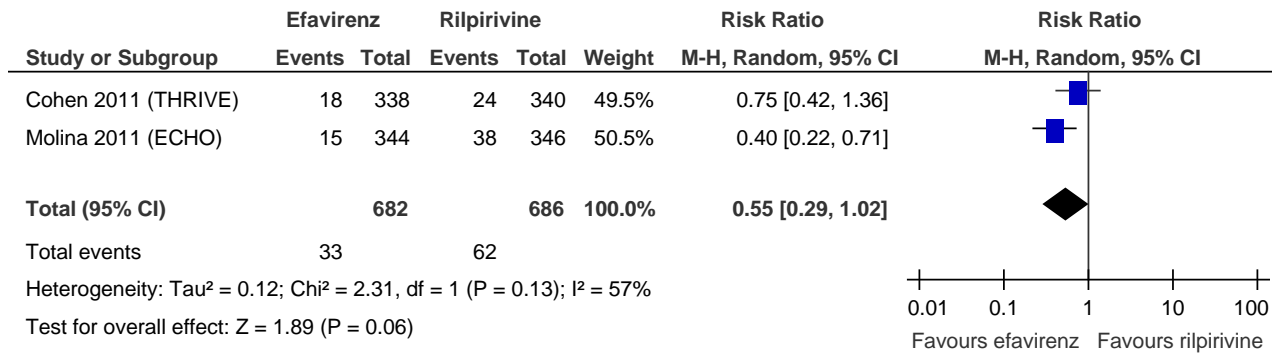 Efavirenz Rilpirivine Risk Ratio Risk Ratio
Study or Subgroup Events Total Events Total Weight M-H, Random, 95% CI M-H, Random, 95% CI
Cohen 2011 (THRIVE) 18 338 24 340 49.5% 0.75 [0.42, 1.36]
Molina 2011 (ECHO) 15 344 38 346 50.5% 0.40 [0.22, 0.71]
Total (95% CI) 682 686 100.0% 0.55 [0.29, 1.02]
Total events 33 62
Heterogeneity: Tau² = 0.12; Chi² = 2.31, df = 1 (P = 0.13); I² = 57%
Test for overall effect: Z = 1.89 (P = 0.06)
0.01 0.1 1 10 100
Favours efavirenz Favours rilpirivine